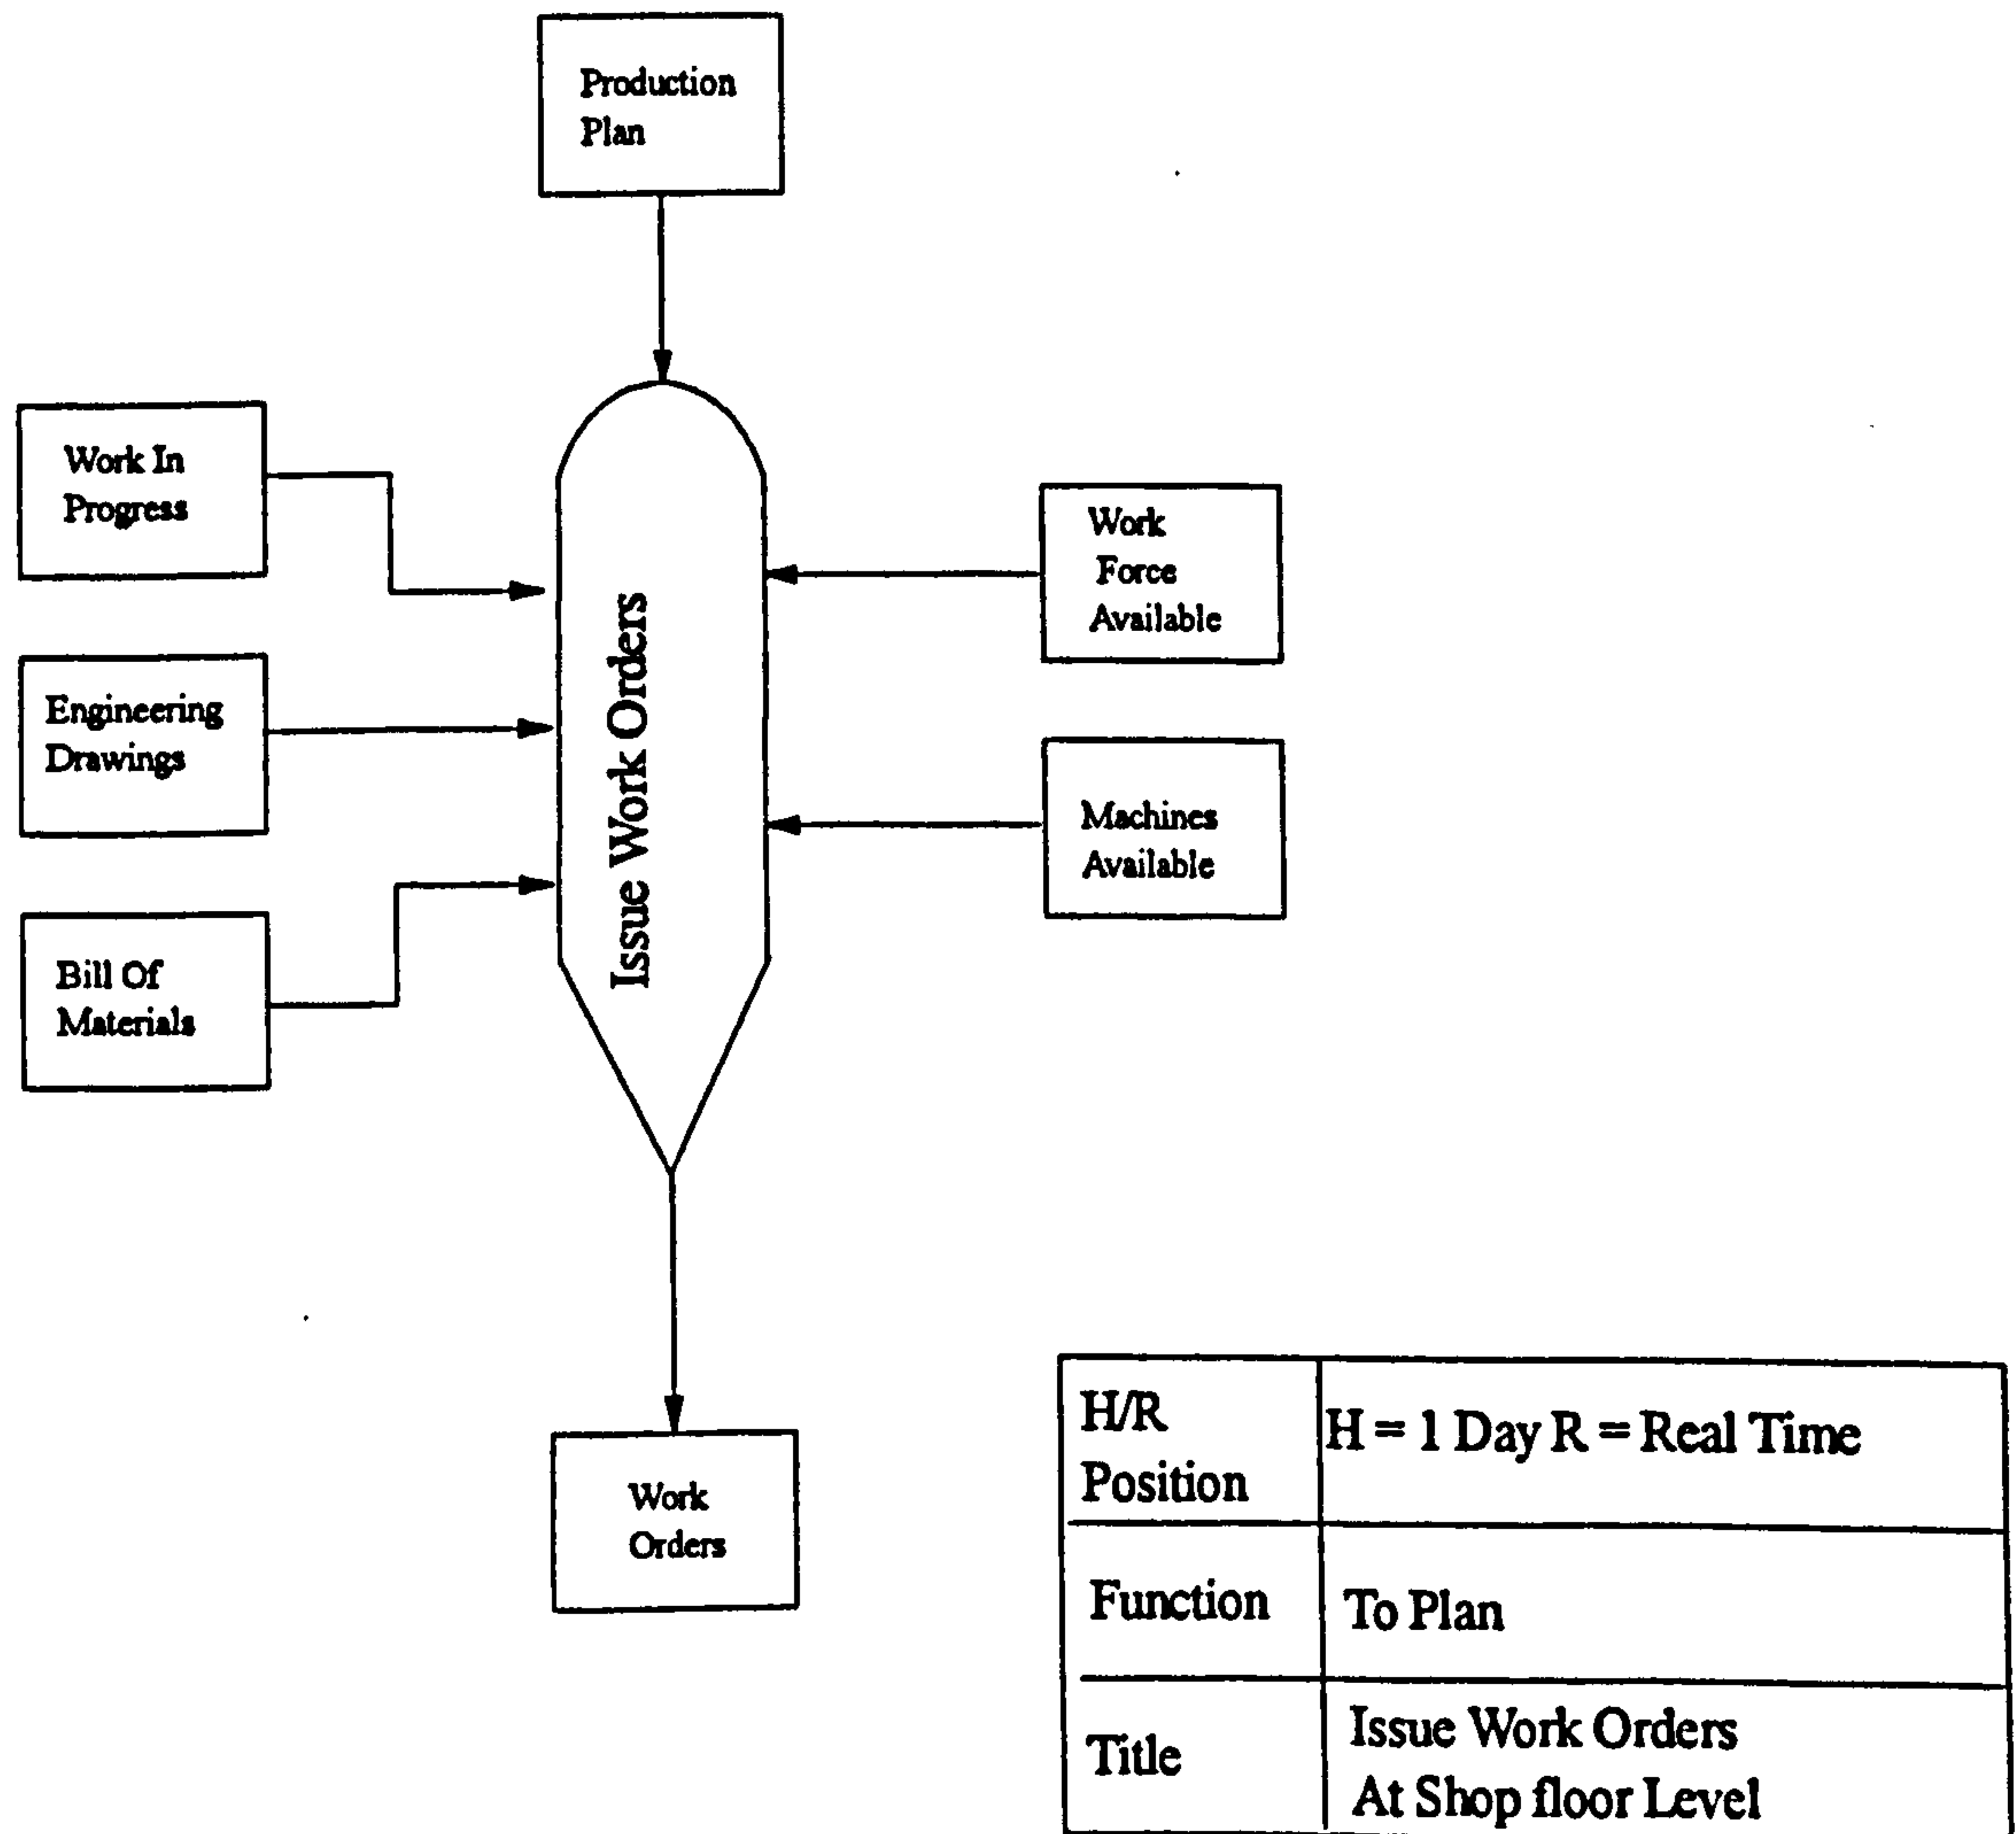 Production
Plan
Work In
Progress
Work
Force
Available
Engineering
Drawings
Issue Work Orders
Machines
Available
Bill Of
Materials
Work
Orders
H/R
Position
H = 1 Day R = Real Time
Function
To Plan
Title
Issue Work Orders
At Shop floor Level